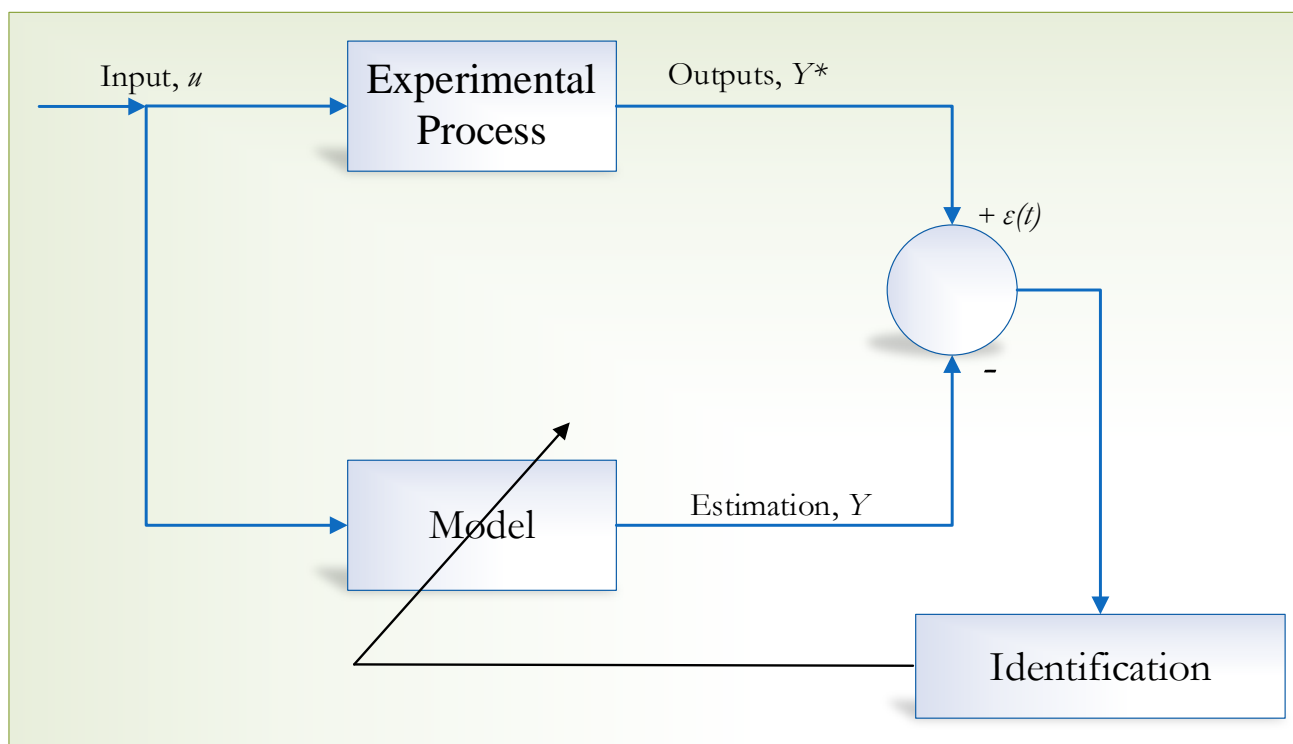 Input, u
Experimental
Process
Outputs, Y*
+ ε(t)
-
Model
Estimation, Y
Identification